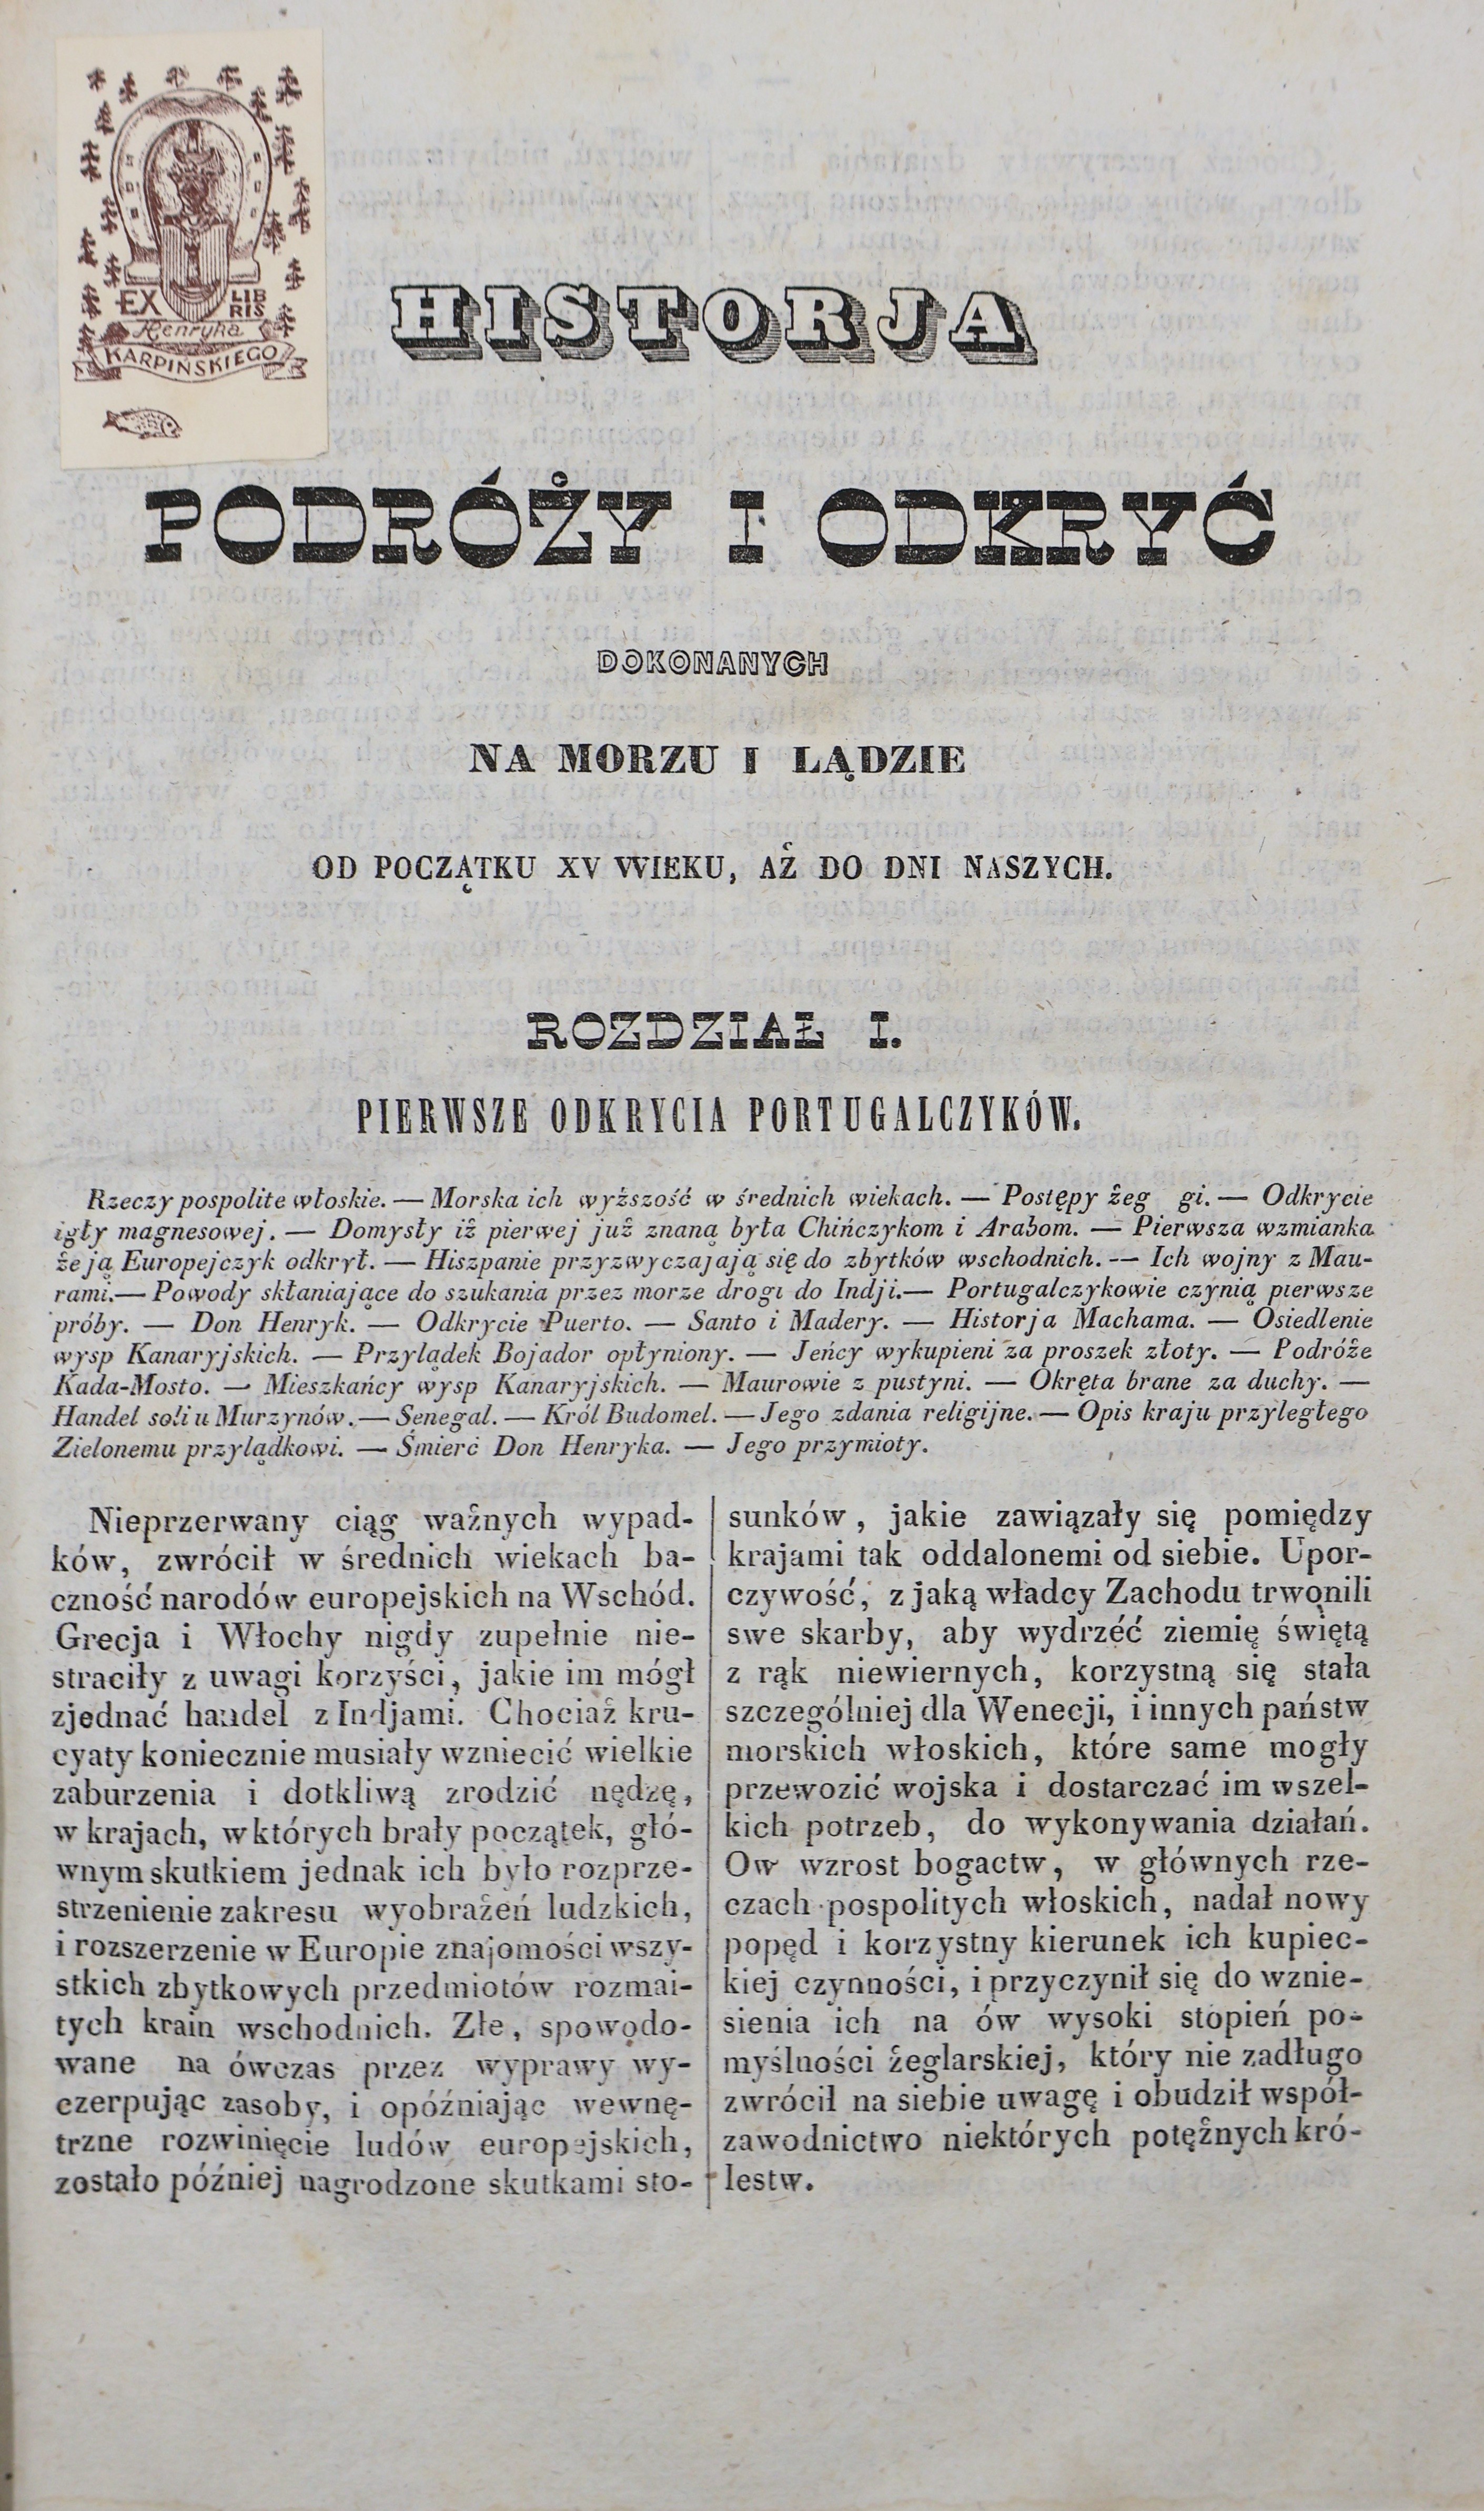 EX LIB
RIS
Henryka
KARPIŃSKIEGO
HISTORJA
PODRÓŻY I ODKRYĆ
DOKONANYCH
NA MORZU I LĄDZIE
OD POCZĄTKU XV WIEKU, AŻ DO DNI NASZYCH.
ROZDZIAŁ I.
PIERWSZE ODKRYCIA PORTUGALCZYKÓW.
Rzeczy pospolite włoskie. — Morska ich wyższość w średnich wiekach. — Postępy żeg gi. — Odkrycie
igły magnesowej. — Domysły iż pierwej już znaną była Chińczykom i Arabom. — Pierwsza wzmianka
że ją Europejczyk odkrył. — Hiszpanie przyzwyczajają się do zbytków wschodnich. — Ich wojny z Mau-
rami. — Powody skłaniające do szukania przez morze drogi do Indji. — Portugalczykowie czynią pierwsze
próby. — Don Henryk. — Odkrycie Puerto. — Santo i Madery. — Historja Machama. — Osiedlenie
wysp Kanaryjskich. — Przylądek Bojador opłyniony. — Jeńcy wykupieni za proszek złoty. — Podróże
Kada-Mosto. — Mieszkańcy wysp Kanaryjskich. — Maurowie z pustyni. — Okręta brane za duchy. —
Handel soli u Murzynów. — Senegal. — Król Budomel. — Jego zdania religijne. — Opis kraju przyległego
Zielonemu przylądkowi. — Śmierć Don Henryka. — Jego przymioty.
Nieprzerwany ciąg ważnych wypad-
ków, zwrócił w średnich wiekach ba-
czność narodów europejskich na Wschód.
Grecja i Włochy nigdy zupełnie nie-
straciły z uwagi korzyści, jakie im mógł
zjednać handel z Indjami. Chociaż kru-
cyaty koniecznie musiały wzniecić wielkie
zaburzenia i dotkliwą zrodzić nędzę,
w krajach, w których brały początek, głó-
wnym skutkiem jednak ich było rozprze-
strzenienie zakresu wyobrażeń ludzkich,
i rozszerzenie w Europie znajomości wszy-
stkich zbytkowych przedmiotów rozmai-
tych krain wschodnich. Złe, spowodo-
wane na ówczas przez wyprawy wy-
czerpując zasoby, i opóźniając wewnę-
trzne rozwinięcie ludów europejskich,
zostało później nagrodzone skutkami sto-
sunków, jakie zawiązały się pomiędzy
krajami tak oddalonemi od siebie. Upor-
czywość, z jaką władcy Zachodu trwonili
swe skarby, aby wydrzéć ziemię świętą
z rąk niewiernych, korzystną się stała
szczególniej dla Wenecji, i innych państw
morskich włoskich, które same mogły
przewozić wojska i dostarczać im wszel-
kich potrzeb, do wykonywania działań.
Ow wzrost bogactw, w głównych rze-
czach pospolitych włoskich, nadał nowy
popęd i korzystny kierunek ich kupiec-
kiej czynności, i przyczynił się do wznie-
sienia ich na ów wysoki stopień po-
myślności żeglarskiej, który nie zadługo
zwrócił na siebie uwagę i obudził współ-
zawodnictwo niektórych potężnych kró-
lestw.